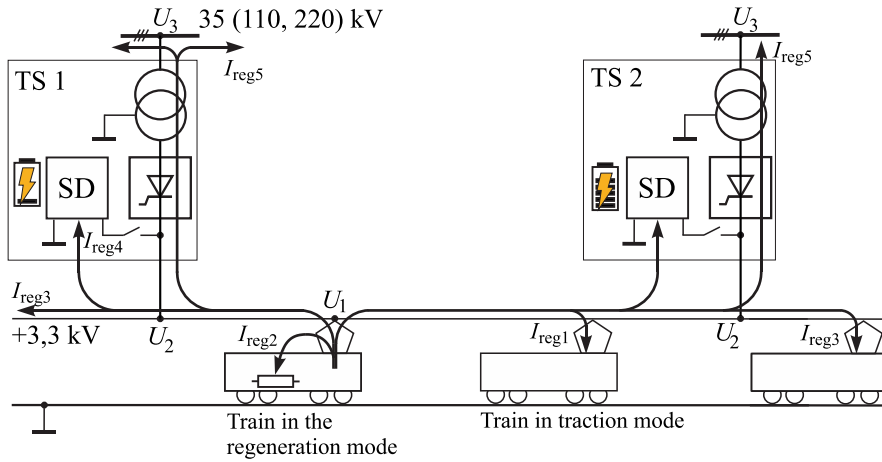 U3
35 (110, 220) kV
U3
Ireg5
Ireg5
TS 1
TS 2
SD
SD
Ireg4
Ireg3
U1
+3,3 kV
U2
Ireg2
Ireg1
U2
Ireg3
Train in the
regeneration mode
Train in traction mode